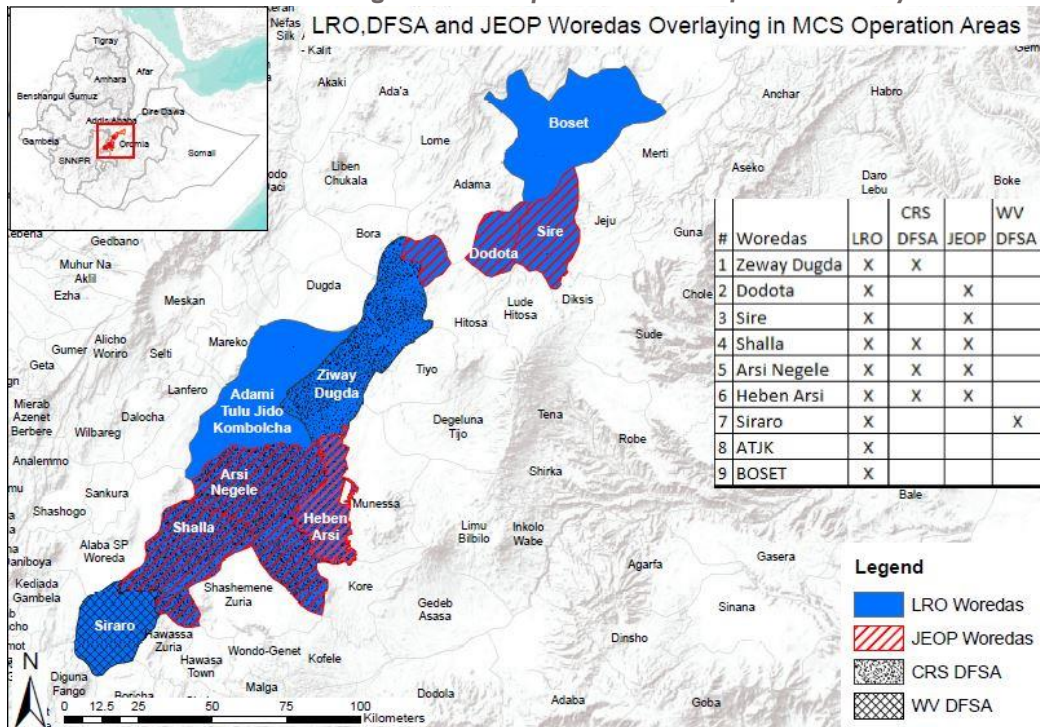 LRO,DFSA and JEOP Woredas Overlaying in MCS Operation Areas
Tigray
Amhara
Afar
Benshangul Gumuz
Dire Dawa
Addis Ababa
Gambela
Oromia
SNNPR
Somali
Nefas
Silk
- Kalit
Akaki
Ada'a
Lome
Liben
Chukala
Adama
Boset
Merti
Anchar
Habro
Aseko
Daro
Lebu
Boke
Gedbano
Muhur Na
Aklil
Ezha
Meskan
Bora
Dugda
Dodota
Sire
Jeju
Guna
Chole
Lude
Hitosa
Diksis
Hitosa
Sude
Gumer
Alicho
Woriro
Geta
Selti
Mareko
Lanfero
Ziway
Dugda
Tiyo
Adami
Tulu Jido
Kombolcha
Mierab
Azenet
Berbere
Dalocha
Wilbareg
Degeluna
Tijo
Tena
Robe
Shirka
Analemmo
Sankura
Shashogo
Arsi
Negele
Munessa
Heben
Arsi
Shalla
Limu
Bilbilo
Inkolo
Wabe
Bale
Alaba SP
Woreda
Kediada
Gambela
Siraro
Shashemene
Zuria
Kore
Gedeb
Asasa
Agarfa
Gasera
Sinana
Hawassa
Zuria
Wondo-Genet
Kofele
Hawasa
Town
Malga
Diguna
Fango
Boricha
Dodola
Adaba
Dinsho
Goba
# Woredas LRO CRS DFSA JEOP WV DFSA
1 Zeway Dugda X X
2 Dodota X X
3 Sire X X
4 Shalla X X X
5 Arsi Negele X X X
6 Heben Arsi X X X
7 Siraro X X
8 ATJK X
9 BOSET X
Legend
LRO Woredas
JEOP Woredas
CRS DFSA
WV DFSA
N
0 12.5 25 50 75 100
Kilometers